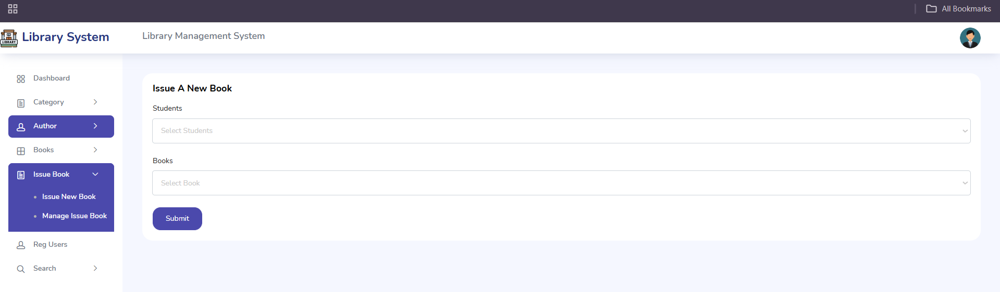 All Bookmarks
LIBRARY
Library System
Library Management System
Dashboard
Category
Author
Books
Issue Book
Issue New Book
Manage Issue Book
Reg Users
Search
Issue A New Book
Students
Select Students
Books
Select Book
Submit